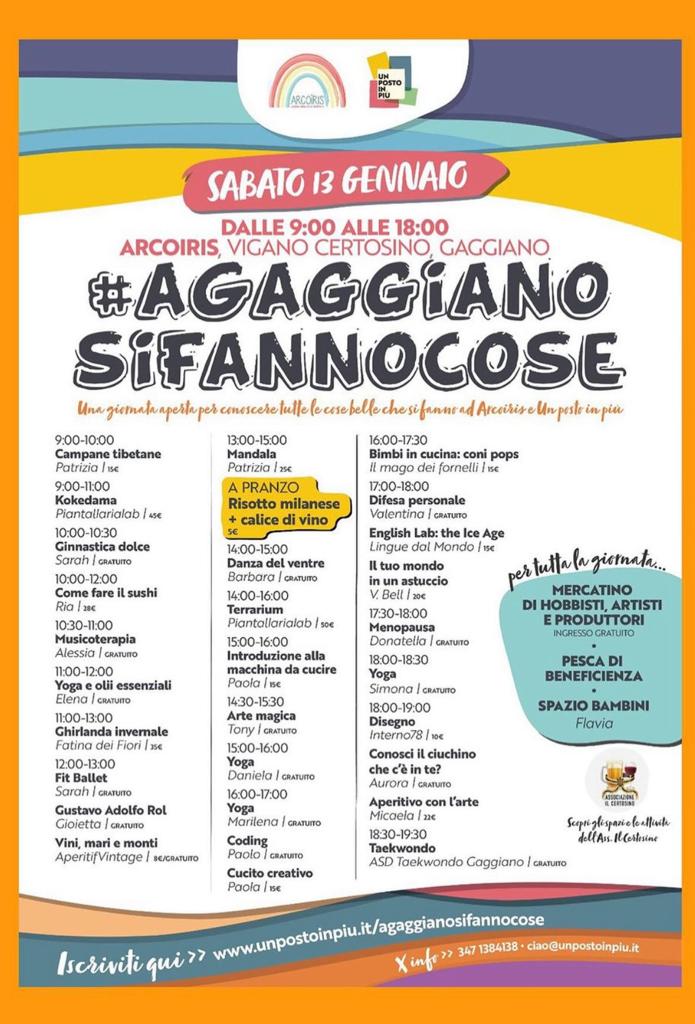 ARCOIRIS
UN
POSTO
IN
PIÙ
SABATO 13 GENNAIO
DALLE 9:00 ALLE 18:00
ARCOIRIS, VIGANO CERTOSINO, GAGGIANO
#AGAGGIANO
SIFANNOCOSE
Una giornata aperta per conoscere tutte le cose belle che si fanno ad Arcoiris e Un posto in più
9:00-10:00
Campane tibetane
Patrizia | 15€
9:00-11:00
Kokedama
Piantallarialab | 45€
10:00-10:30
Ginnastica dolce
Sarah | GRATUITO
10:00-12:00
Come fare il sushi
Ria | 28€
10:30-11:00
Musicoterapia
Alessia | GRATUITO
11:00-12:00
Yoga e olii essenziali
Elena | GRATUITO
11:00-13:00
Ghirlanda invernale
Fatina dei Fiori | 35€
12:00-13:00
Fit Ballet
Sarah | GRATUITO
Gustavo Adolfo Rol
Gioietta | GRATUITO
Vini, mari e monti
AperitifVintage | 8€/GRATUITO
13:00-15:00
Mandala
Patrizia | 25€
A PRANZO
Risotto milanese
+ calice di vino
5€
14:00-15:00
Danza del ventre
Barbara | GRATUITO
14:00-16:00
Terrarium
Piantallarialab | 50€
15:00-16:00
Introduzione alla
macchina da cucire
Paola | 15€
14:30-15:30
Arte magica
Tony | GRATUITO
15:00-16:00
Yoga
Daniela | GRATUITO
16:00-17:00
Yoga
Marilena | GRATUITO
Coding
Paolo | GRATUITO
Cucito creativo
Paola | 15€
16:00-17:30
Bimbi in cucina: coni pops
Il mago dei fornelli | 15€
17:00-18:00
Difesa personale
Valentina | GRATUITO
English Lab: the Ice Age
Lingue dal Mondo | 15€
Il tuo mondo
in un astuccio
V. Bell | 20€
17:30-18:00
Menopausa
Donatella | GRATUITO
18:00-18:30
Yoga
Simona | GRATUITO
18:00-19:00
Disegno
Interno78 | 10€
Conosci il ciuchino
che c'è in te?
Aurora | GRATUITO
Aperitivo con l'arte
Micaela | 22€
18:30-19:30
Taekwondo
ASD Taekwondo Gaggiano | GRATUITO
per tutta la giornata...
MERCATINO
DI HOBBISTI, ARTISTI
E PRODUTTORI
INGRESSO GRATUITO
•
PESCA DI
BENEFICIENZA
•
SPAZIO BAMBINI
Flavia
ASSOCIAZIONE
IL CERTOSINO
Scopri gli spazi e le attività
dell'Ass. Il Certosino
Iscriviti qui >> www.unpostoinpiu.it/agaggianosifannocose
X info >> 347 1384138 • ciao@unpostoinpiu.it